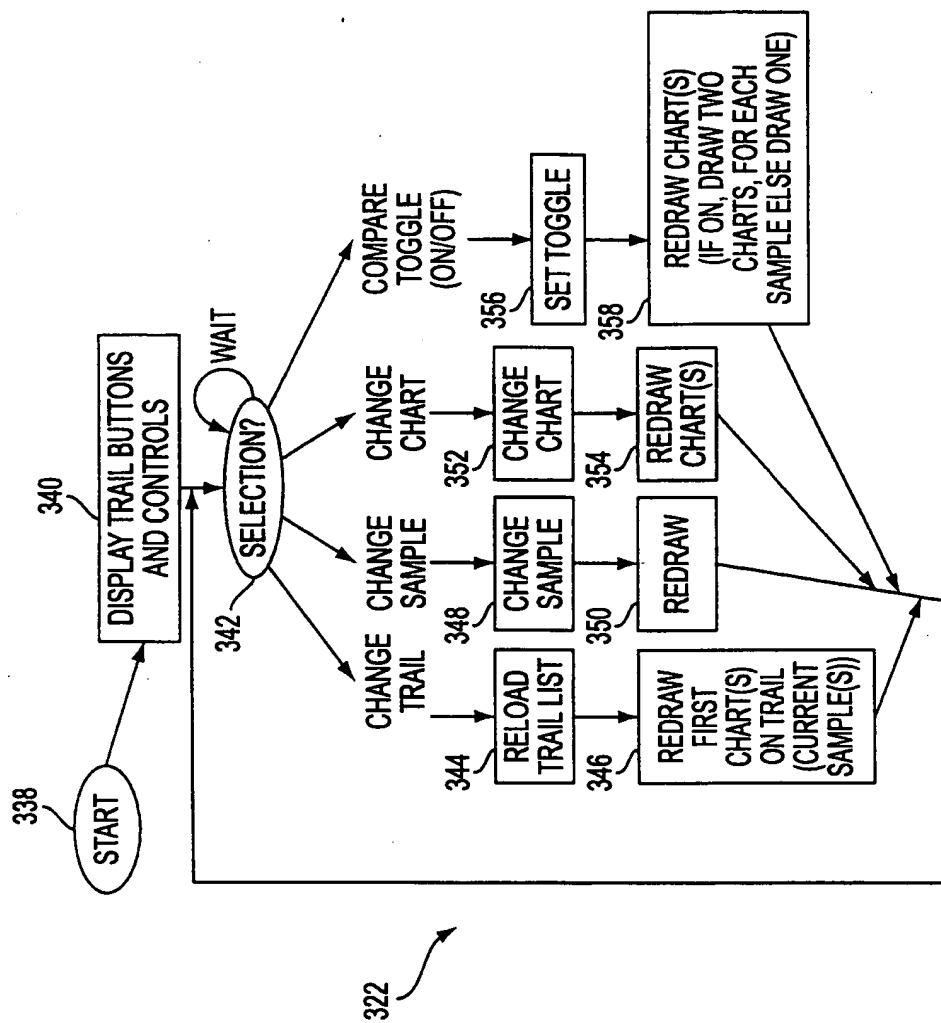 338
START
340
DISPLAY TRAIL BUTTONS
AND CONTROLS
WAIT
SELECTION?
342
CHANGE
TRAIL
CHANGE
SAMPLE
CHANGE
CHART
COMPARE
TOGGLE
(ON/OFF)
344
RELOAD
TRAIL LIST
348
CHANGE
SAMPLE
352
CHANGE
CHART
356
SET TOGGLE
346
REDRAW
FIRST
CHART(S)
ON TRAIL
(CURRENT
SAMPLE(S))
350
REDRAW
354
REDRAW
CHART(S)
358
REDRAW CHART(S)
(IF ON, DRAW TWO
CHARTS, FOR EACH
SAMPLE ELSE DRAW ONE)
322